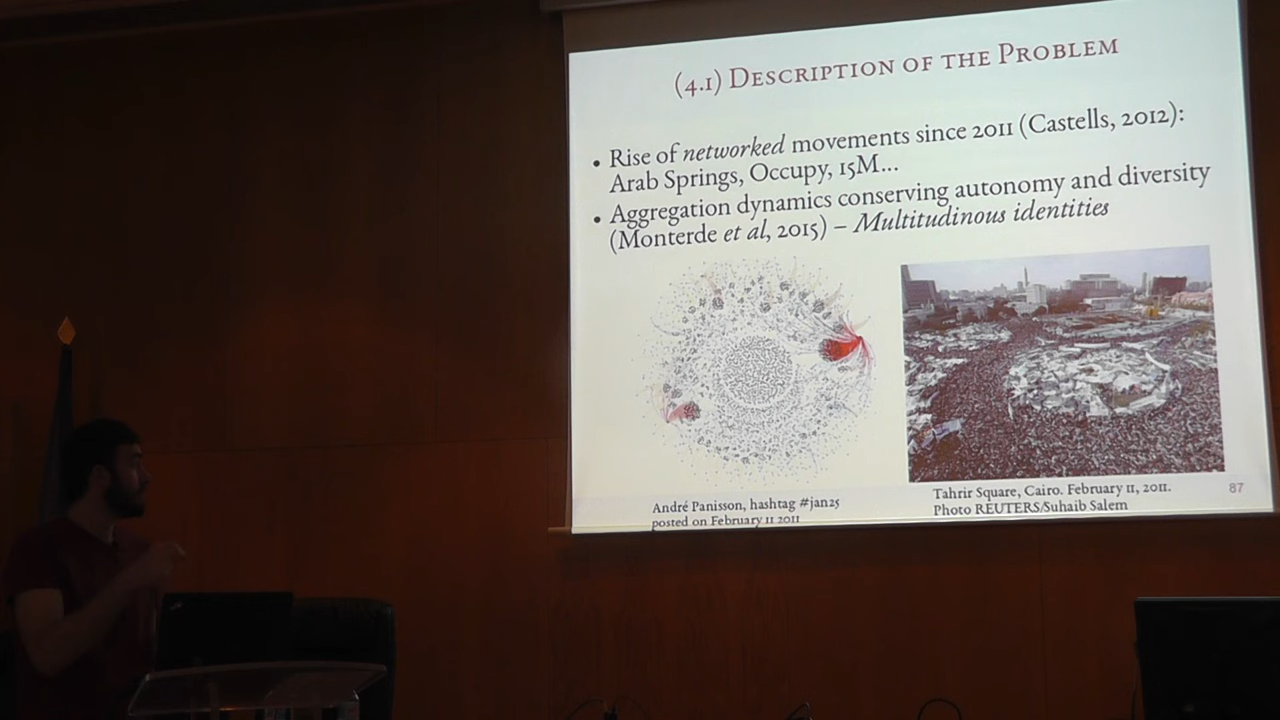 (4.1) Description of the Problem
• Rise of networked movements since 2011 (Castells, 2012):
Arab Springs, Occupy, 15M...
• Aggregation dynamics conserving autonomy and diversity
(Monterde et al, 2015) – Multitudinous identities
André Panisson, hashtag #jan25
posted on February 11 2011
Tahrir Square, Cairo. February 11, 2011.
Photo REUTERS/Suhaib Salem
87